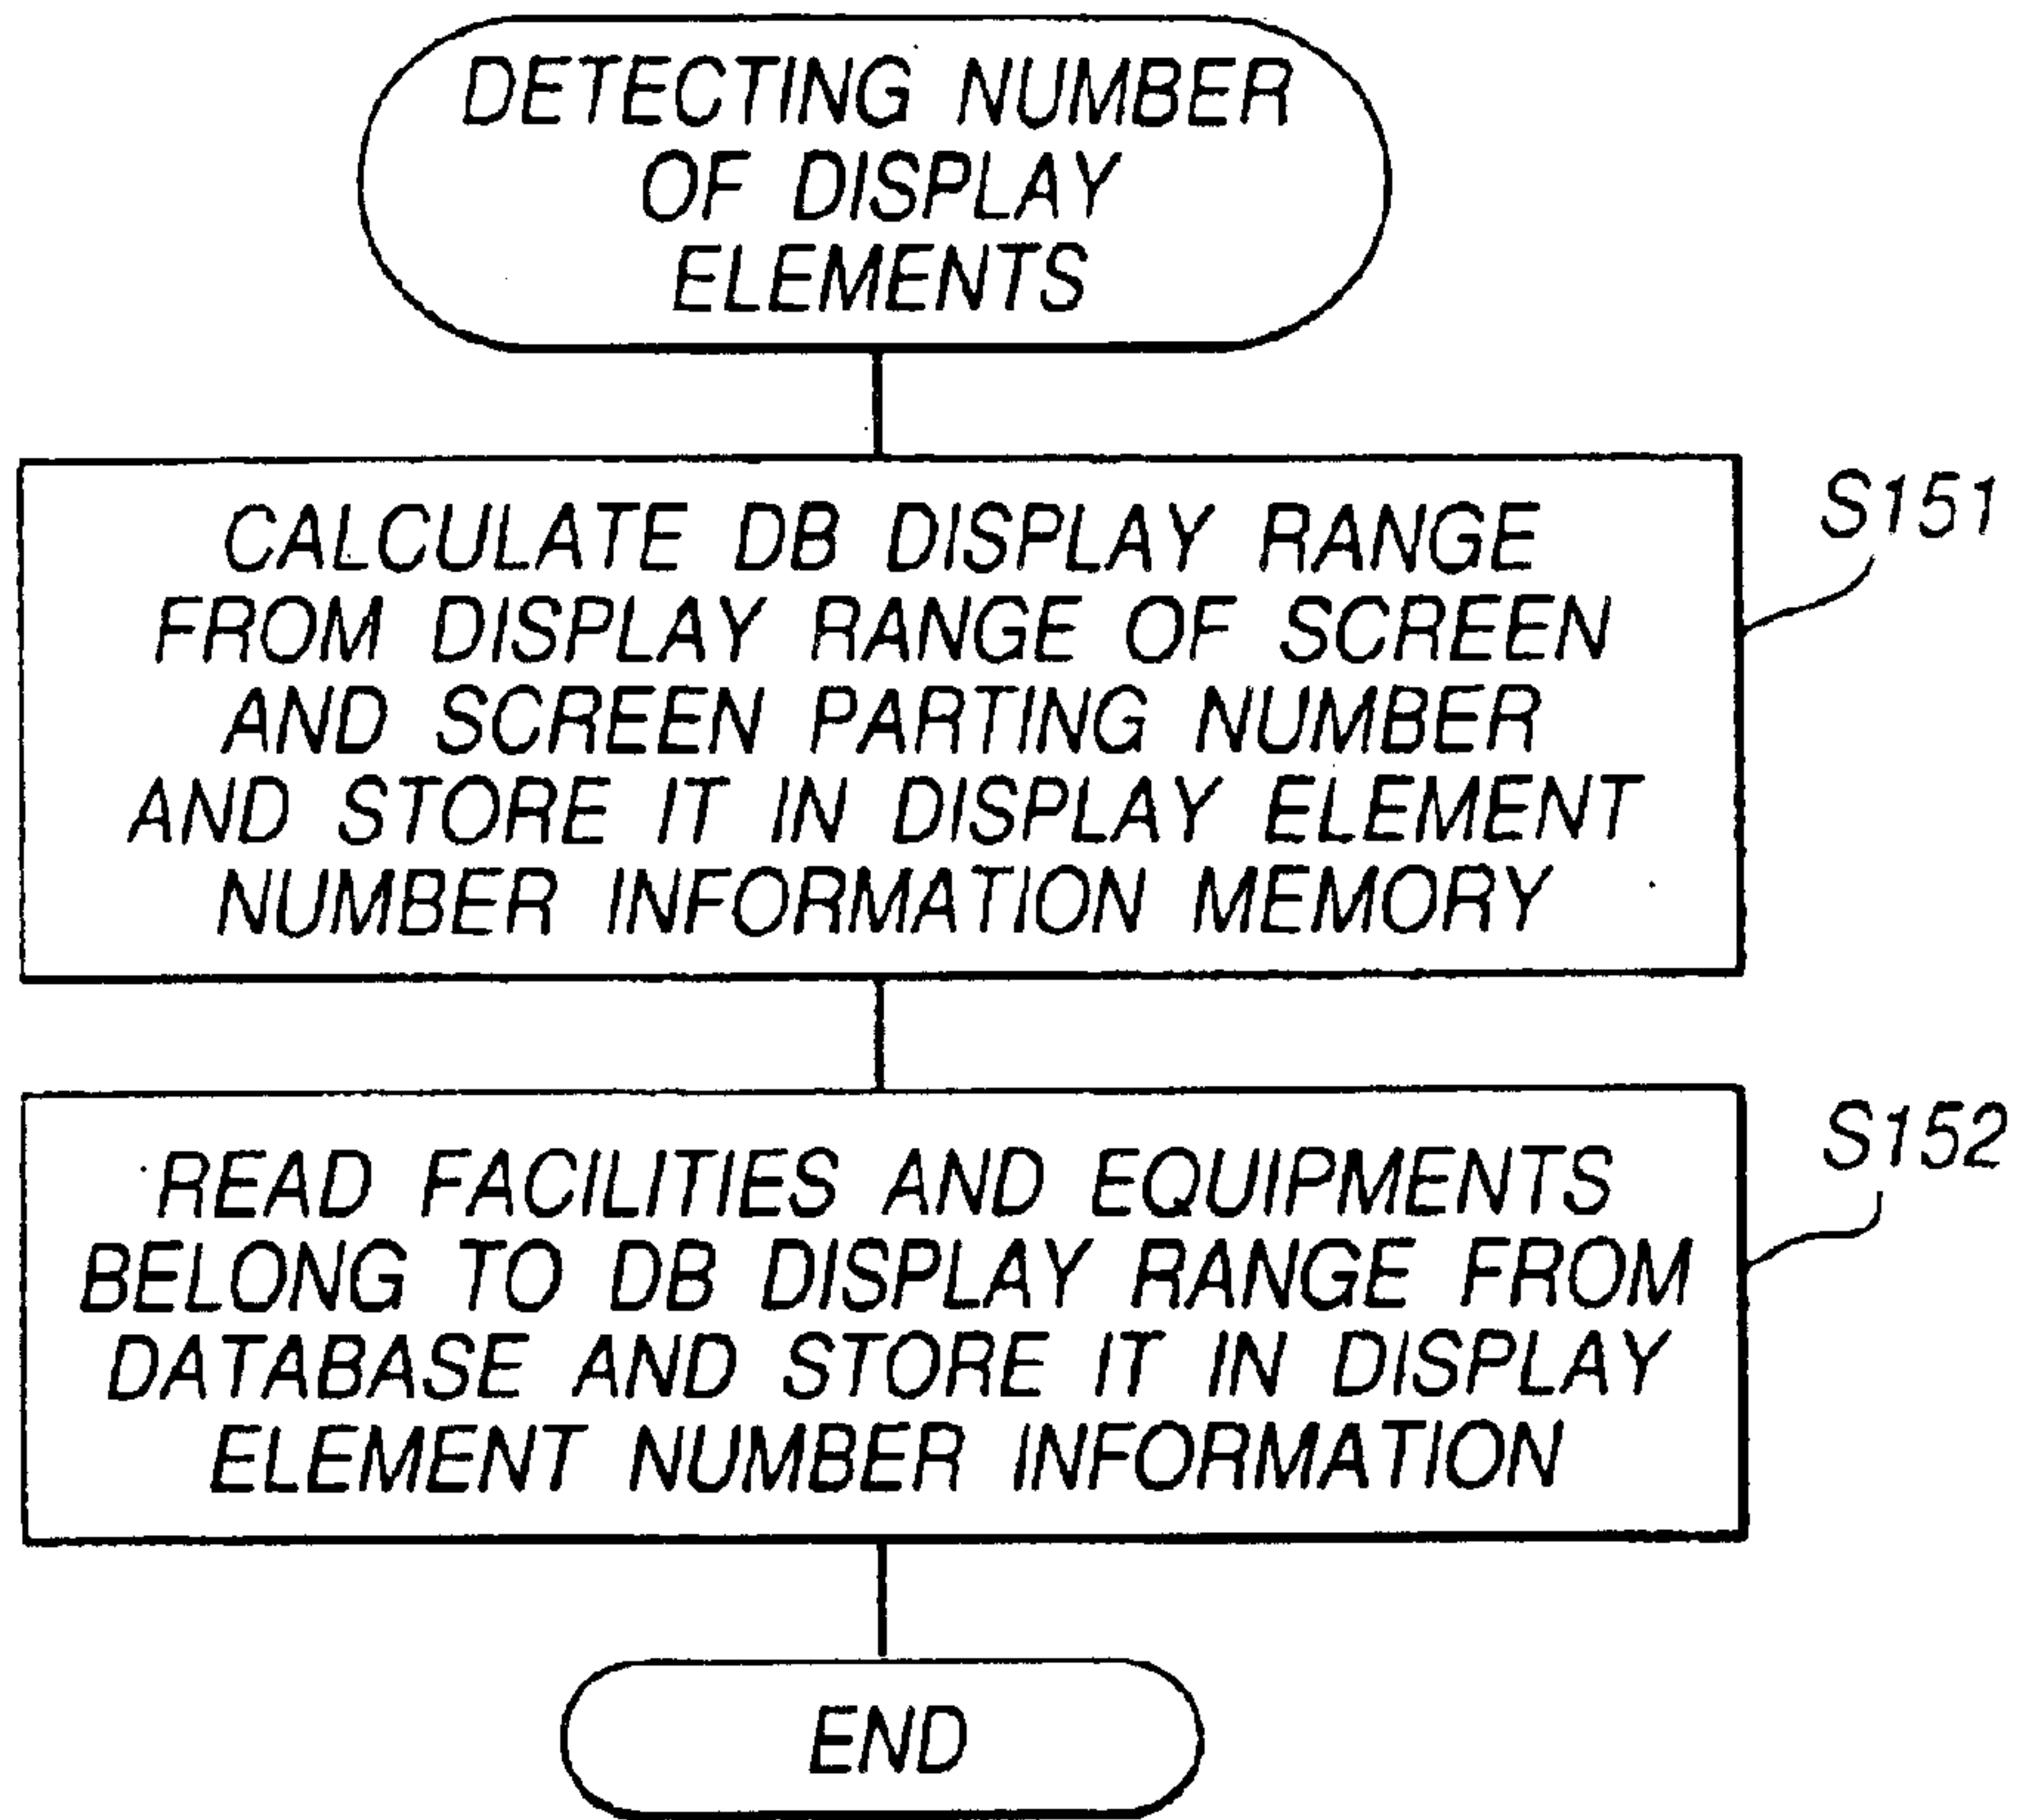 DETECTING NUMBER
OF DISPLAY
ELEMENTS
CALCULATE DB DISPLAY RANGE
FROM DISPLAY RANGE OF SCREEN
AND SCREEN PARTING NUMBER
AND STORE IT IN DISPLAY ELEMENT
NUMBER INFORMATION MEMORY
S151
READ FACILITIES AND EQUIPMENTS
BELONG TO DB DISPLAY RANGE FROM
DATABASE AND STORE IT IN DISPLAY
ELEMENT NUMBER INFORMATION
S152
END